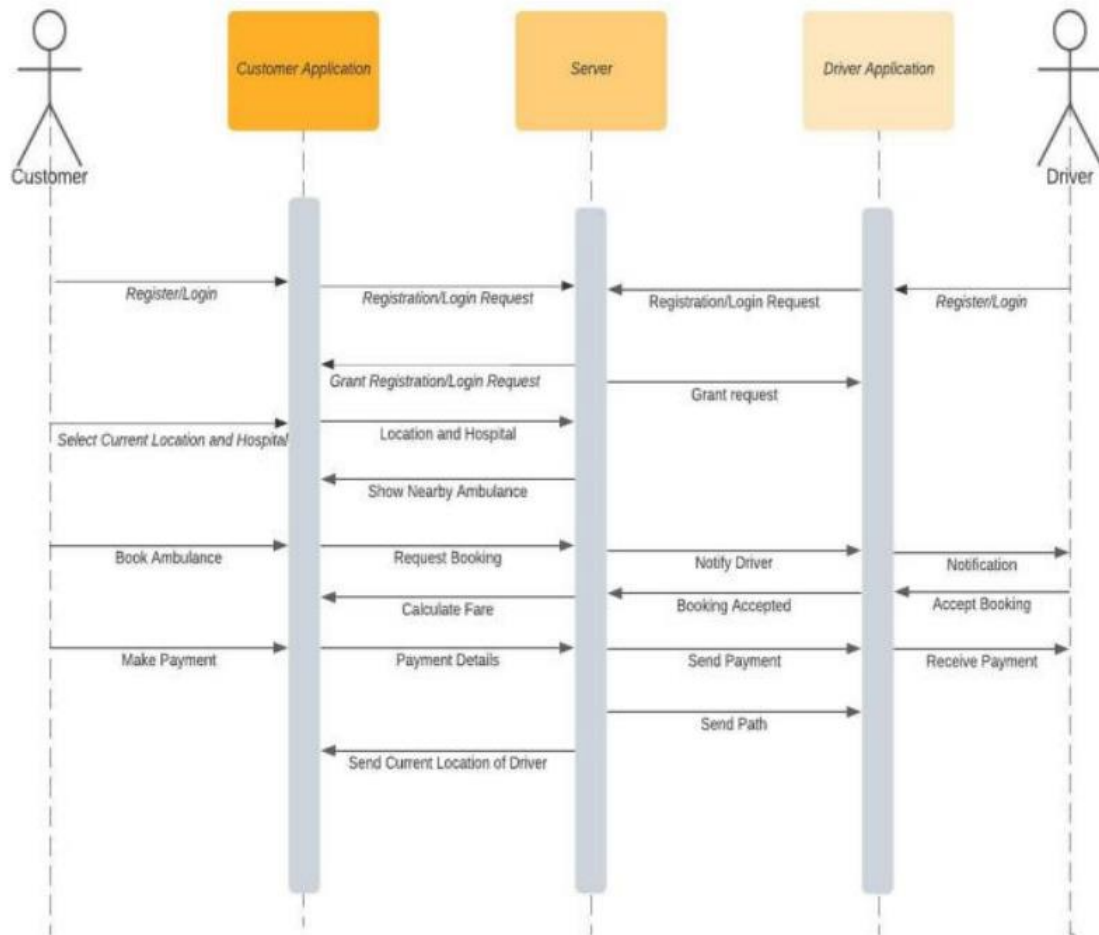 Customer Application
Server
Driver Application
Customer
Driver
Register/Login
Registration/Login Request
Registration/Login Request
Register/Login
Grant Registration/Login Request
Grant request
Select Current Location and Hospital
Location and Hospital
Show Nearby Ambulance
Book Ambulance
Request Booking
Notify Driver
Notification
Calculate Fare
Booking Accepted
Accept Booking
Make Payment
Payment Details
Send Payment
Receive Payment
Send Path
Send Current Location of Driver